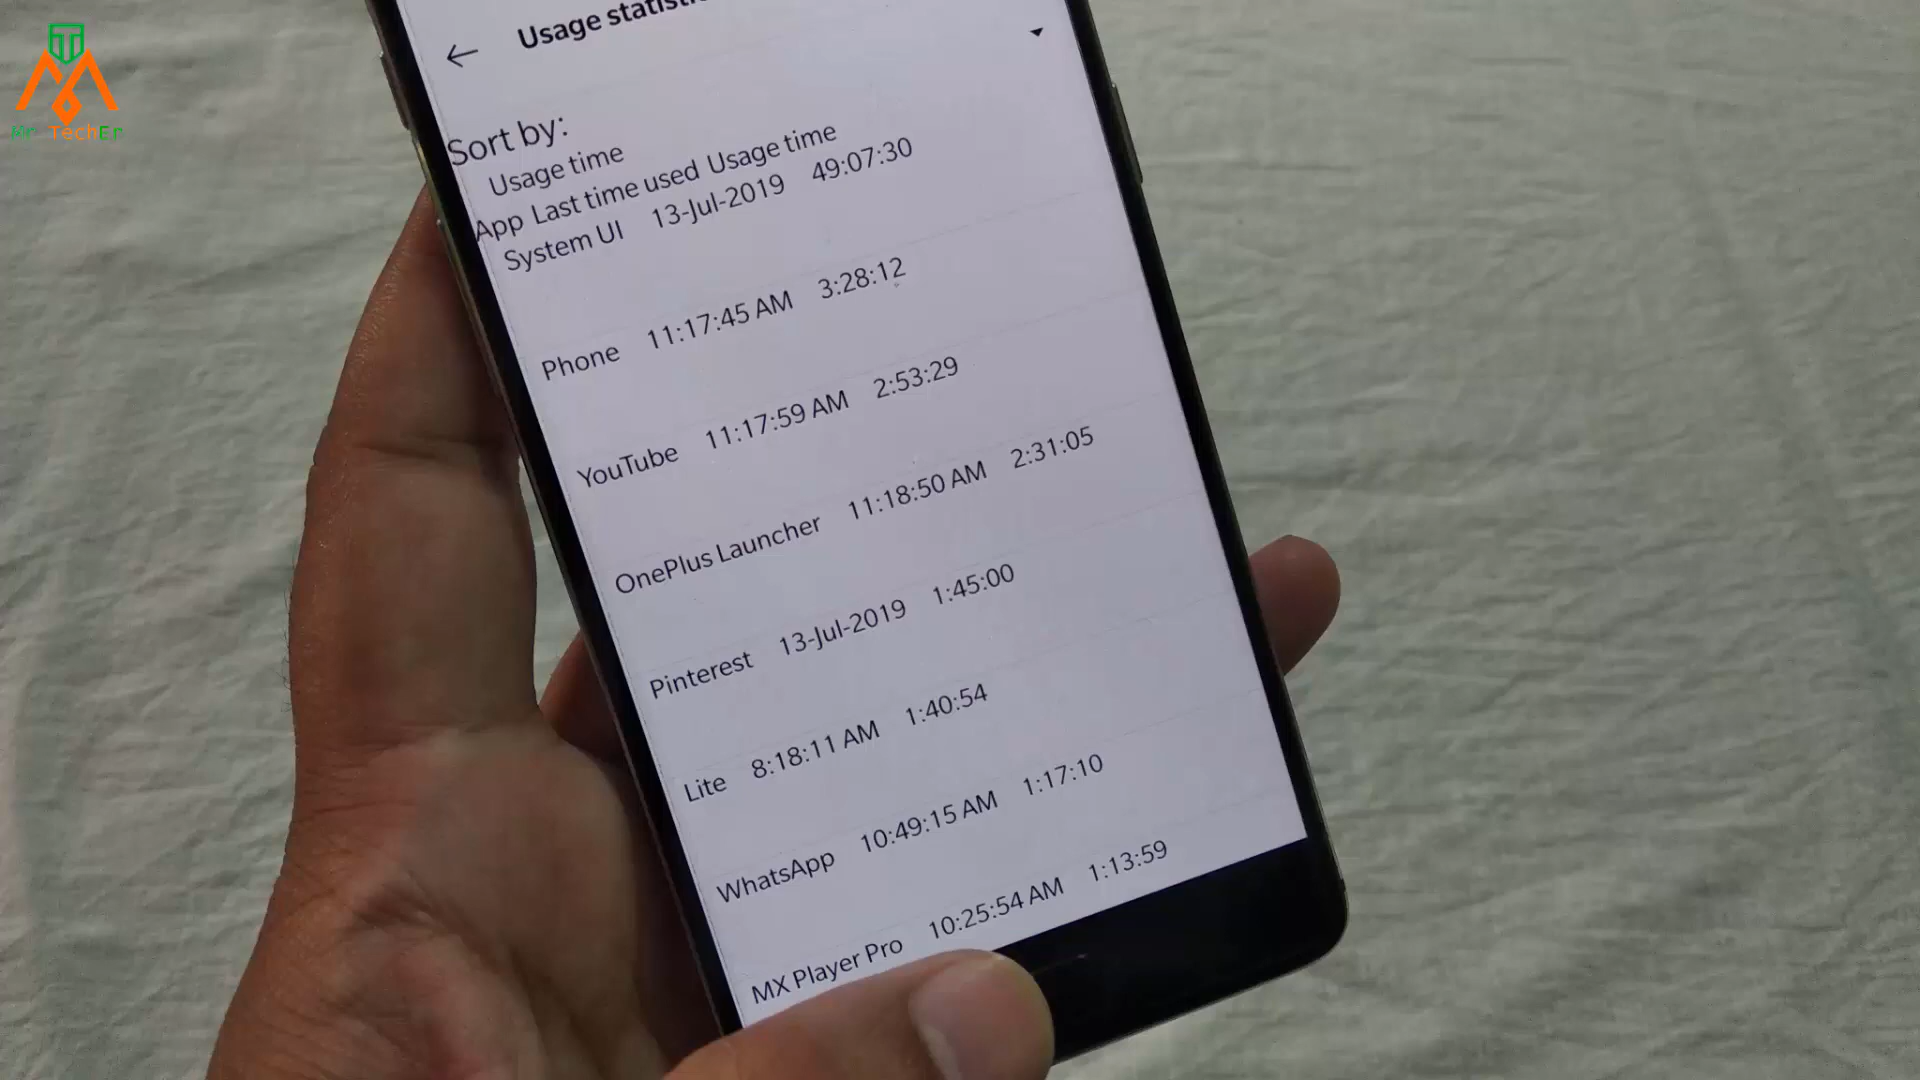 Mr TechEr
Usage
Sort by:
Usage time
App Last time used Usage time
System UI 13-Jul-2019 49:07:30
Phone 11:17:45 AM 3:28:12
YouTube 11:17:59 AM 2:53:29
OnePlus Launcher 11:18:50 AM 2:31:05
Pinterest 13-Jul-2019 1:45:00
Lite 8:18:11 AM 1:40:54
WhatsApp 10:49:15 AM 1:17:10
MX Player Pro 10:25:54 AM 1:13:59